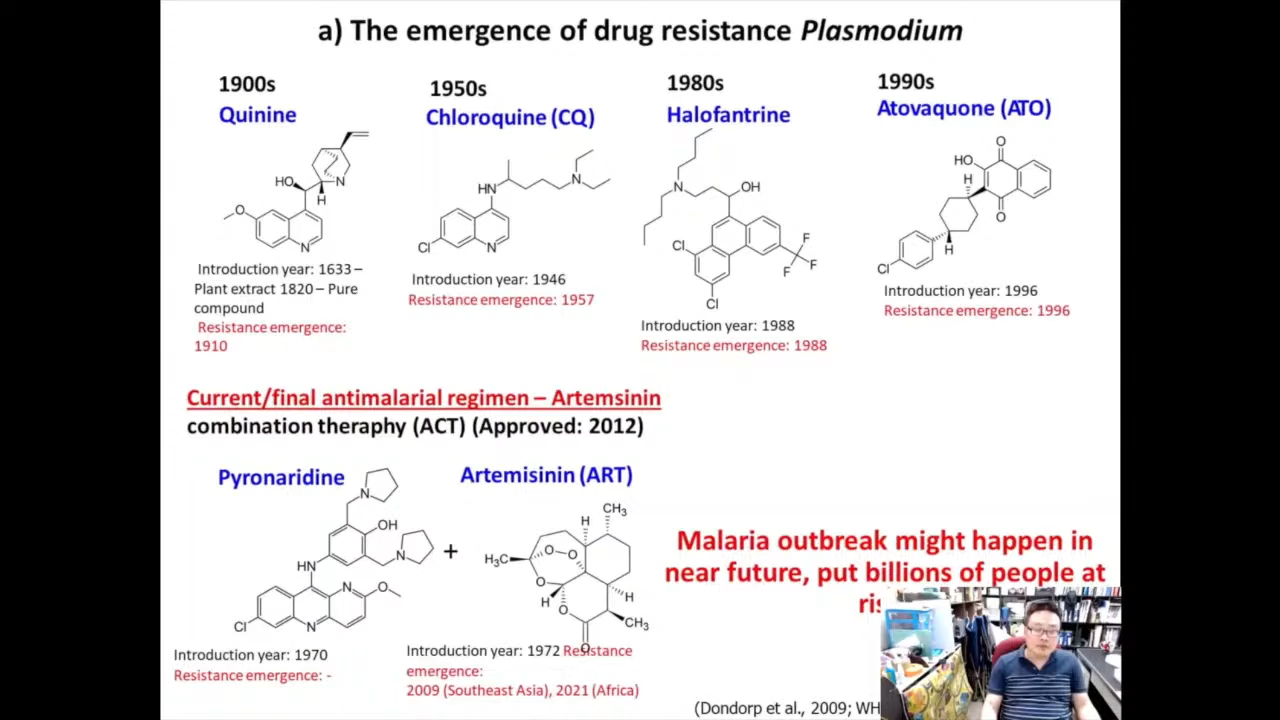 a) The emergence of drug resistance Plasmodium
1900s
Quinine
HO
N
H
O
N
Introduction year: 1633 –
Plant extract 1820 – Pure
compound
Resistance emergence:
1910
1950s
Chloroquine (CQ)
HN
N
Cl
N
Introduction year: 1946
Resistance emergence: 1957
1980s
Halofantrine
N
OH
Cl
F
F
F
Cl
Introduction year: 1988
Resistance emergence: 1988
1990s
Atovaquone (ATO)
O
HO
H
O
H
Cl
Introduction year: 1996
Resistance emergence: 1996
Current/final antimalarial regimen – Artemsinin
combination theraphy (ACT) (Approved: 2012)
Pyronaridine
N
OH
N
HN
N
O
Cl
N
Introduction year: 1970
Resistance emergence: -
+
Artemisinin (ART)
CH3
H
H3C
O
O
O
H
H
O
CH3
O
Introduction year: 1972 Resistance
emergence:
2009 (Southeast Asia), 2021 (Africa)
Malaria outbreak might happen in
near future, put billions of people at
(Dondorp et al., 2009; WH